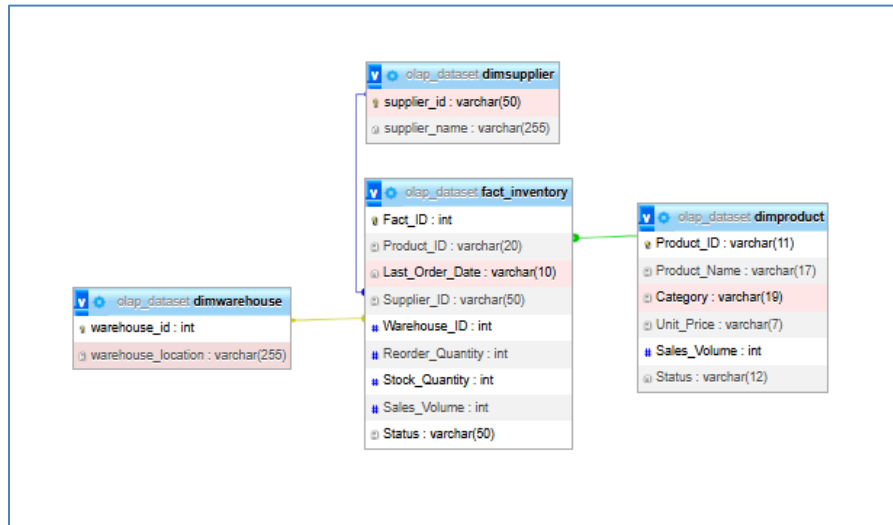 v olap_dataset dimsupplier
supplier_id : varchar(50)
supplier_name : varchar(255)
v olap_dataset fact_inventory
Fact_ID : int
Product_ID : varchar(20)
Last_Order_Date : varchar(10)
Supplier_ID : varchar(50)
# Warehouse_ID : int
# Reorder_Quantity : int
# Stock_Quantity : int
# Sales_Volume : int
Status : varchar(50)
v olap_dataset dimproduct
Product_ID : varchar(11)
Product_Name : varchar(17)
Category : varchar(19)
Unit_Price : varchar(7)
# Sales_Volume : int
Status : varchar(12)
v olap_dataset dimwarehouse
warehouse_id : int
warehouse_location : varchar(255)